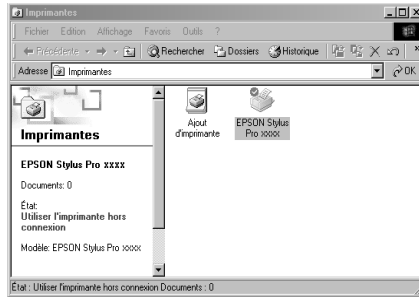 Imprimantes
Fichier Edition Affichage Favoris Outils ?
Précédente Rechercher Dossiers Historique
Adresse Imprimantes OK
Imprimantes
EPSON Stylus Pro xxxx
Documents: 0
État:
Utiliser l'imprimante hors
connexion
Modèle: EPSON Stylus Pro xxxx
Ajout
d'imprimante
EPSON Stylus
Pro xxxx
État : Utiliser l'imprimante hors connexion Documents : 0